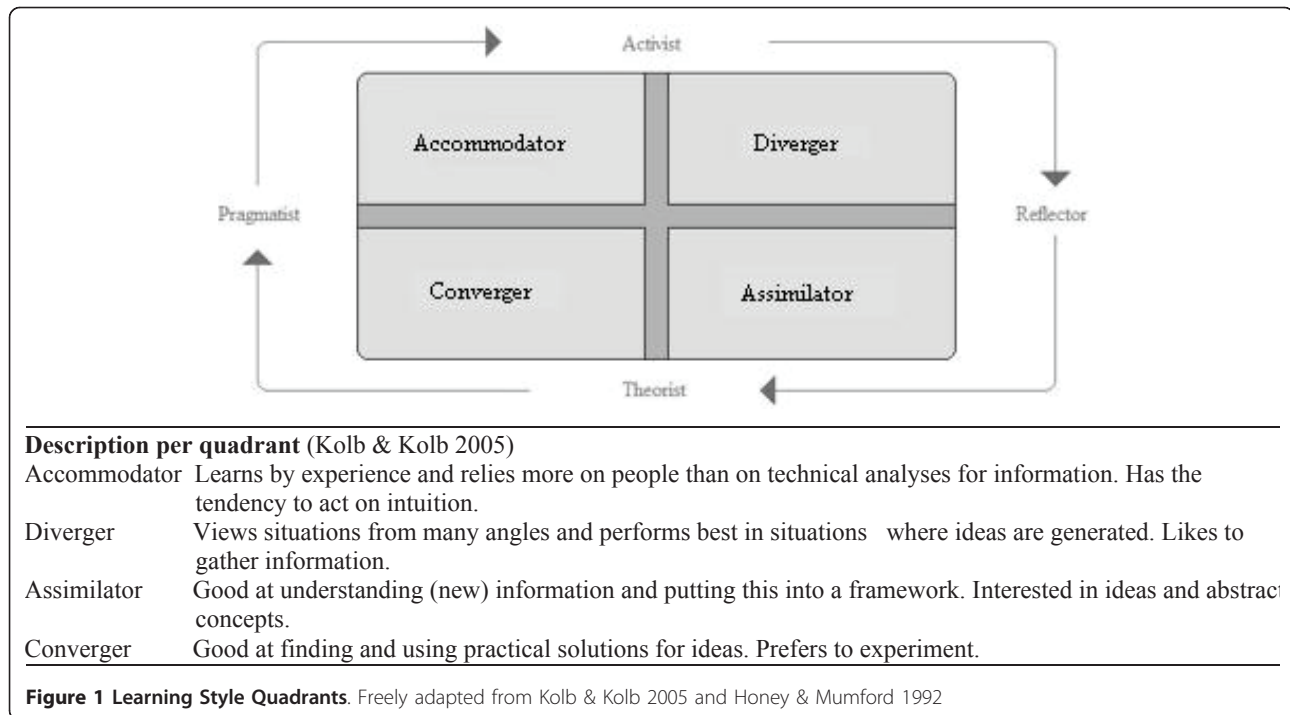 Activist
Accommodator Diverger
Pragmatist Reflector
Converger Assimilator
Theorist
Description per quadrant (Kolb & Kolb 2005)
Accommodator Learns by experience and relies more on people than on technical analyses for information. Has the
tendency to act on intuition.
Diverger Views situations from many angles and performs best in situations where ideas are generated. Likes to
gather information.
Assimilator Good at understanding (new) information and putting this into a framework. Interested in ideas and abstract
concepts.
Converger Good at finding and using practical solutions for ideas. Prefers to experiment.
Figure 1 Learning Style Quadrants. Freely adapted from Kolb & Kolb 2005 and Honey & Mumford 1992